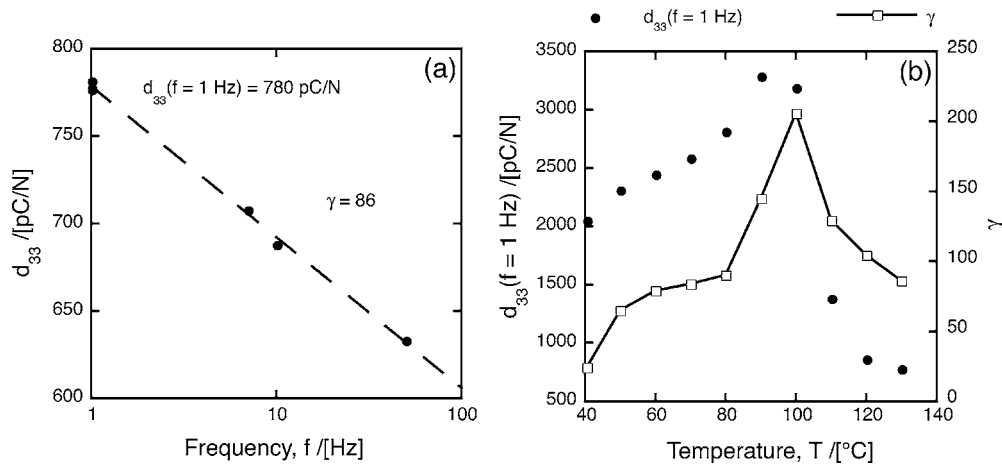 d33(f = 1 Hz) γ
(a)
d33(f = 1 Hz) = 780 pC/N
γ = 86
800
750
700
650
600
d33 /[pC/N]
1 10 100
Frequency, f /[Hz]
(b)
3500
3000
2500
2000
1500
1000
500
d33(f = 1 Hz) /[pC/N]
250
200
150
100
50
0
γ
40 60 80 100 120 140
Temperature, T /[°C]